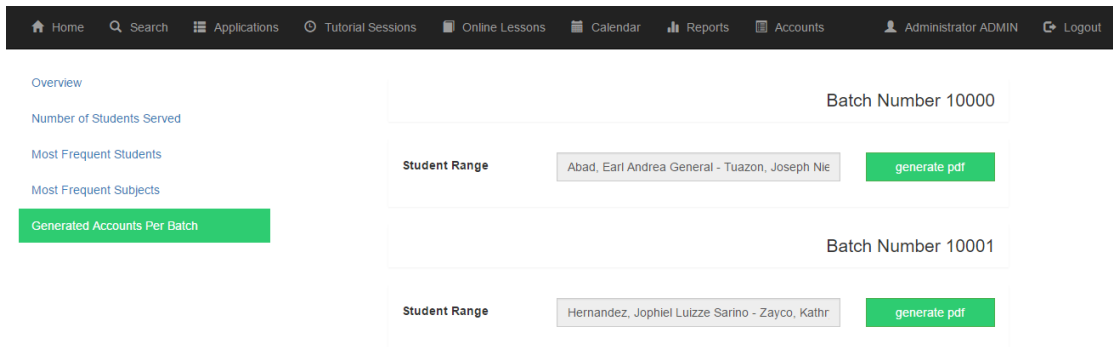 Home Search Applications Tutorial Sessions Online Lessons Calendar Reports Accounts Administrator ADMIN Logout
Overview
Number of Students Served
Most Frequent Students
Most Frequent Subjects
Generated Accounts Per Batch
Batch Number 10000
Student Range Abad, Earl Andrea General - Tuazon, Joseph Nie generate pdf
Batch Number 10001
Student Range Hernandez, Jophiel Luizze Sarino - Zayco, Kathr generate pdf